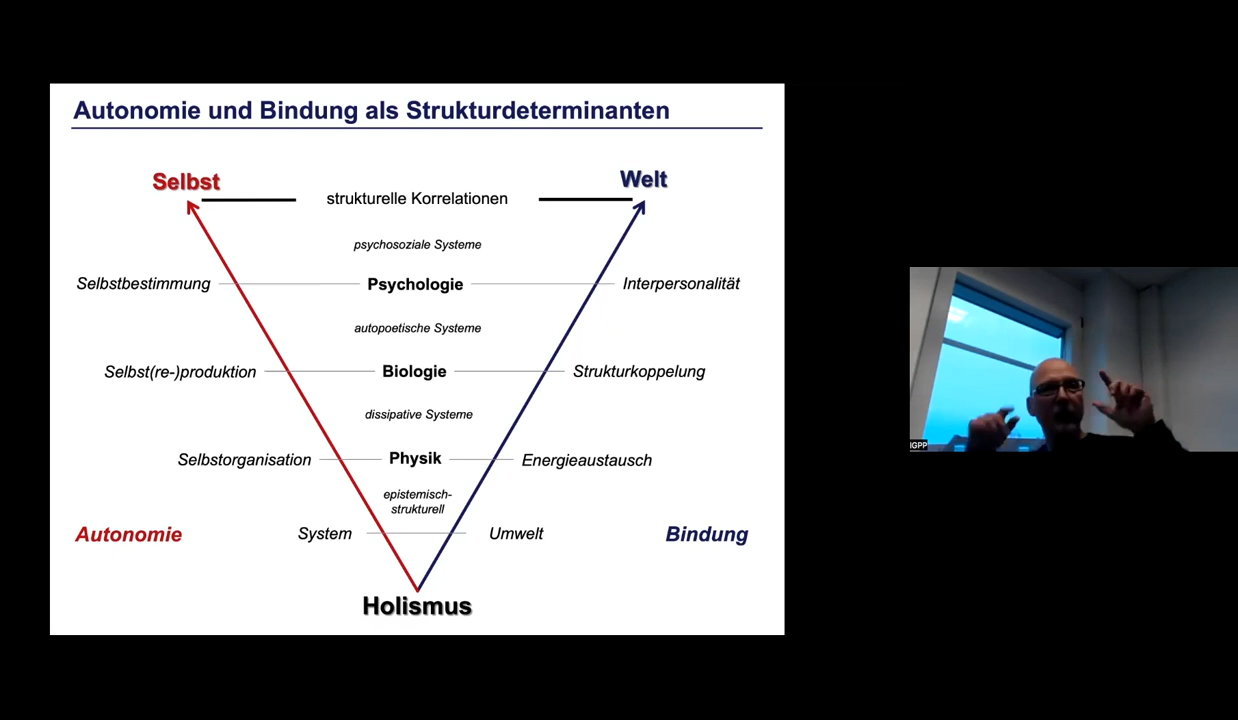 Autonomie und Bindung als Strukturdeterminanten
Selbst
Welt
strukturelle Korrelationen
psychosoziale Systeme
Selbstbestimmung
Psychologie
Interpersonalität
autopoetische Systeme
Selbst(re-)produktion
Biologie
Strukturkoppelung
dissipative Systeme
Selbstorganisation
Physik
Energieaustausch
epistemisch-
strukturell
Autonomie
System
Umwelt
Bindung
Holismus
IGPP